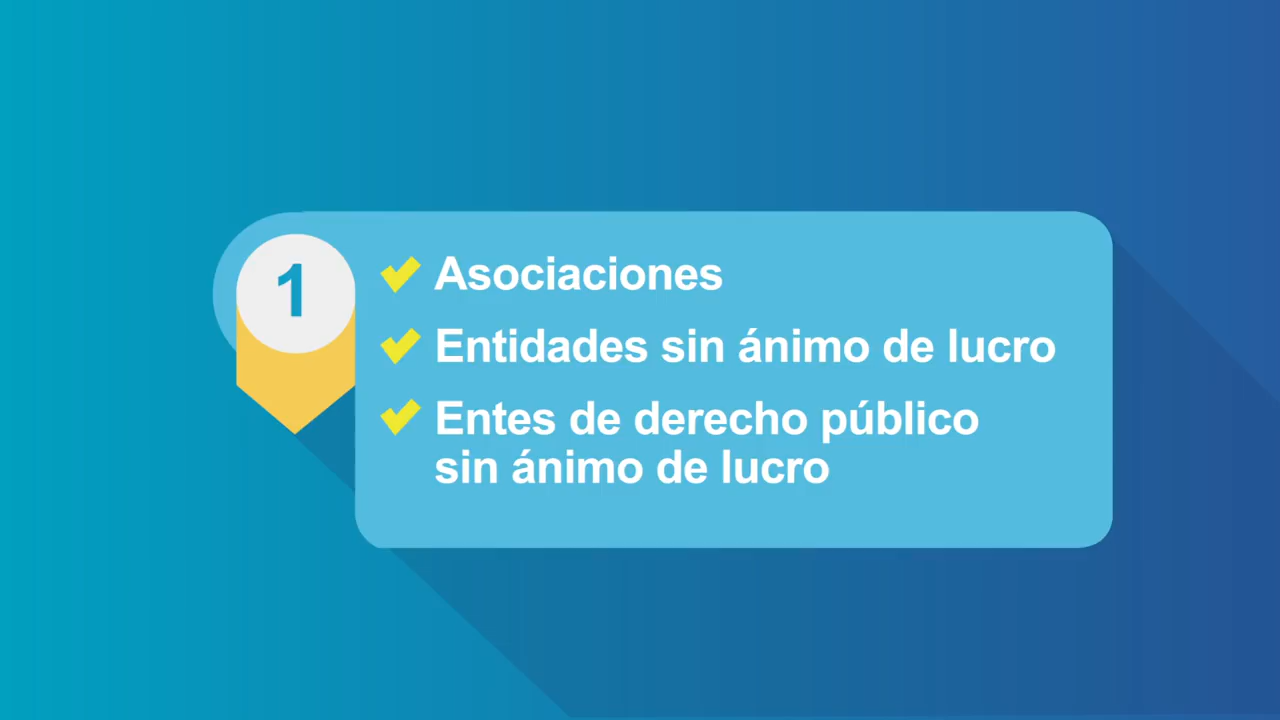 1
Asociaciones
Entidades sin ánimo de lucro
Entes de derecho público
sin ánimo de lucro